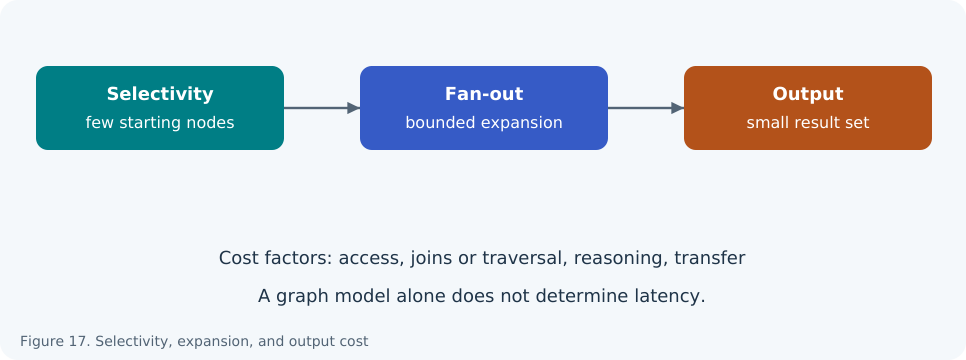 Selectivity
few starting nodes
Fan-out
bounded expansion
Output
small result set
Cost factors: access, joins or traversal, reasoning, transfer
A graph model alone does not determine latency.
Figure 17. Selectivity, expansion, and output cost